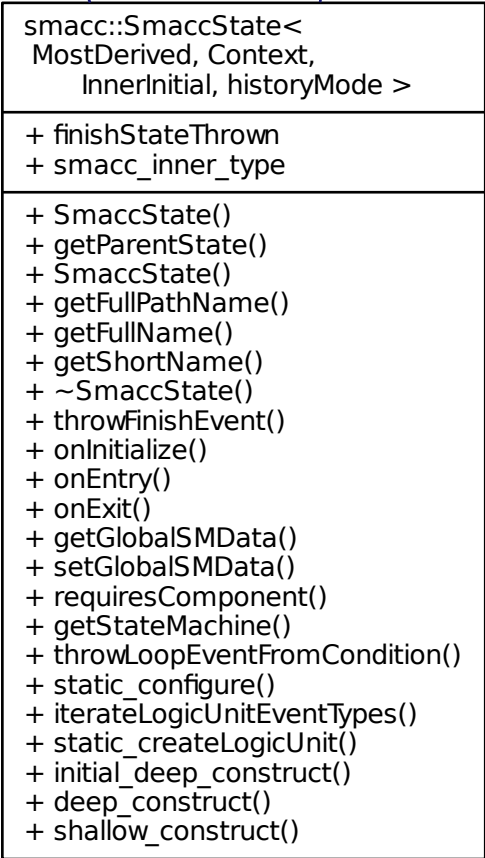 smacc::SmaccState<
MostDerived, Context,
InnerInitial, historyMode >
+ finishStateThrown
+ smacc_inner_type
+ SmaccState()
+ getParentState()
+ SmaccState()
+ getFullPathName()
+ getFullName()
+ getShortName()
+ ~SmaccState()
+ throwFinishEvent()
+ onInitialize()
+ onEntry()
+ onExit()
+ getGlobalSMData()
+ setGlobalSMData()
+ requiresComponent()
+ getStateMachine()
+ throwLoopEventFromCondition()
+ static_configure()
+ iterateLogicUnitEventTypes()
+ static_createLogicUnit()
+ initial_deep_construct()
+ deep_construct()
+ shallow_construct()